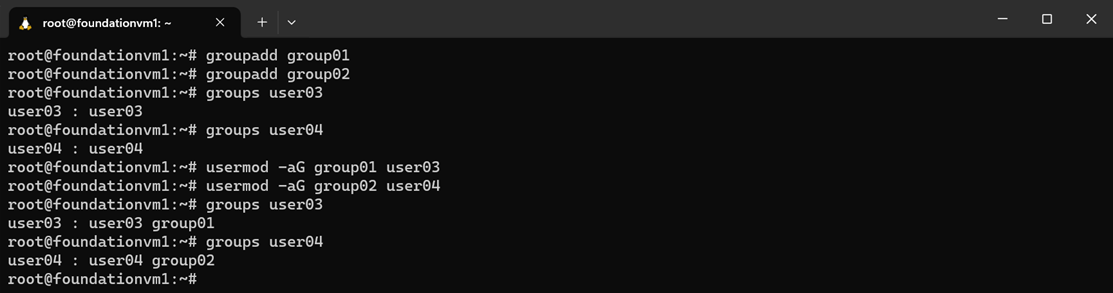 root@foundationvm1: ~
root@foundationvm1:~# groupadd group01
root@foundationvm1:~# groupadd group02
root@foundationvm1:~# groups user03
user03 : user03
root@foundationvm1:~# groups user04
user04 : user04
root@foundationvm1:~# usermod -aG group01 user03
root@foundationvm1:~# usermod -aG group02 user04
root@foundationvm1:~# groups user03
user03 : user03 group01
root@foundationvm1:~# groups user04
user04 : user04 group02
root@foundationvm1:~#